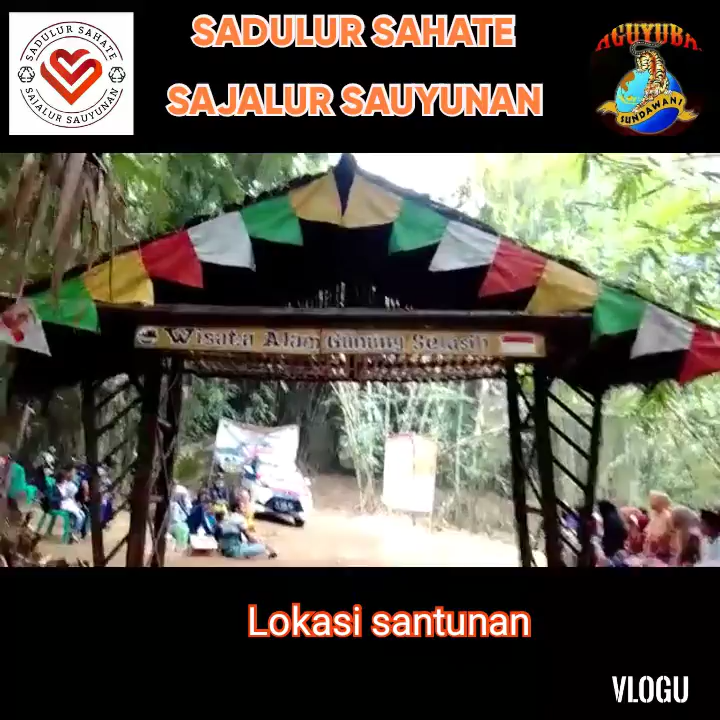 SADULUR SAHATE
SAJALUR SAUYUNAN
SADULUR SAHATE
SAJALUR SAUYUNAN
AGUYUBA
SUNDAWANI
Wisata Alam Gunung Selasih
Lokasi santunan
VLOGU